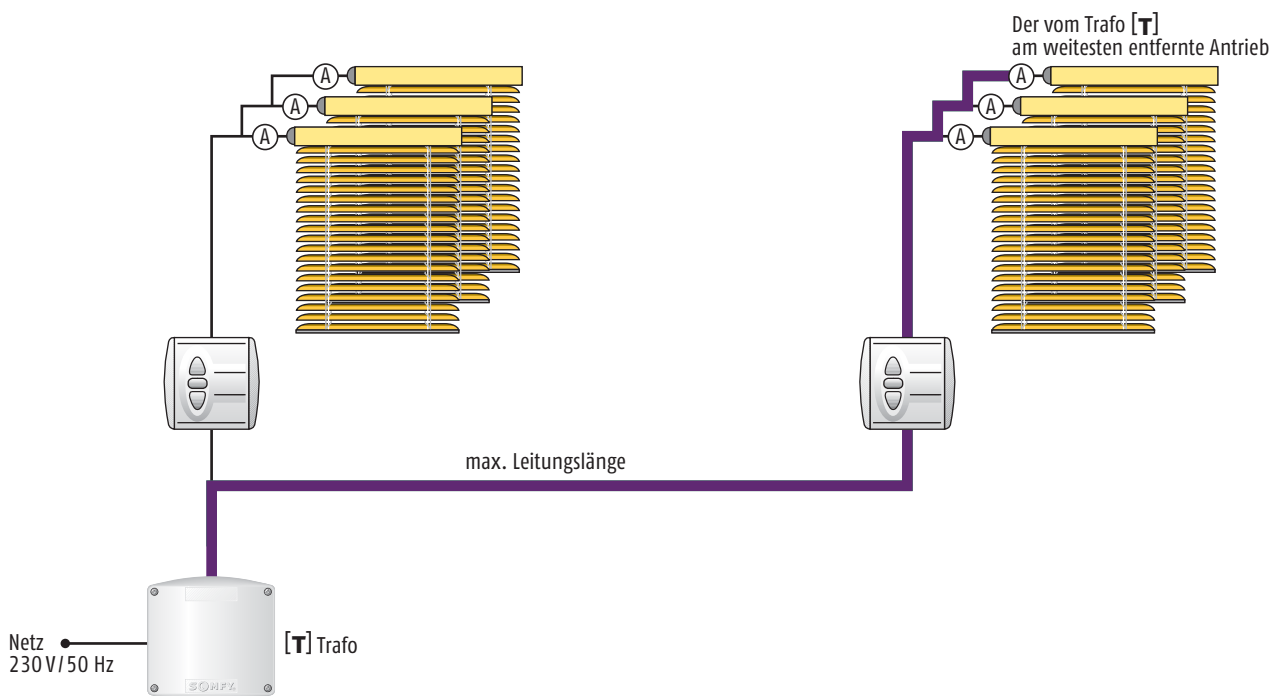 Der vom Trafo [T]
am weitesten entfernte Antrieb
A
A
A
A
A
A
max. Leitungslänge
Netz
230 V/50 Hz
[T] Trafo
SOMFY.